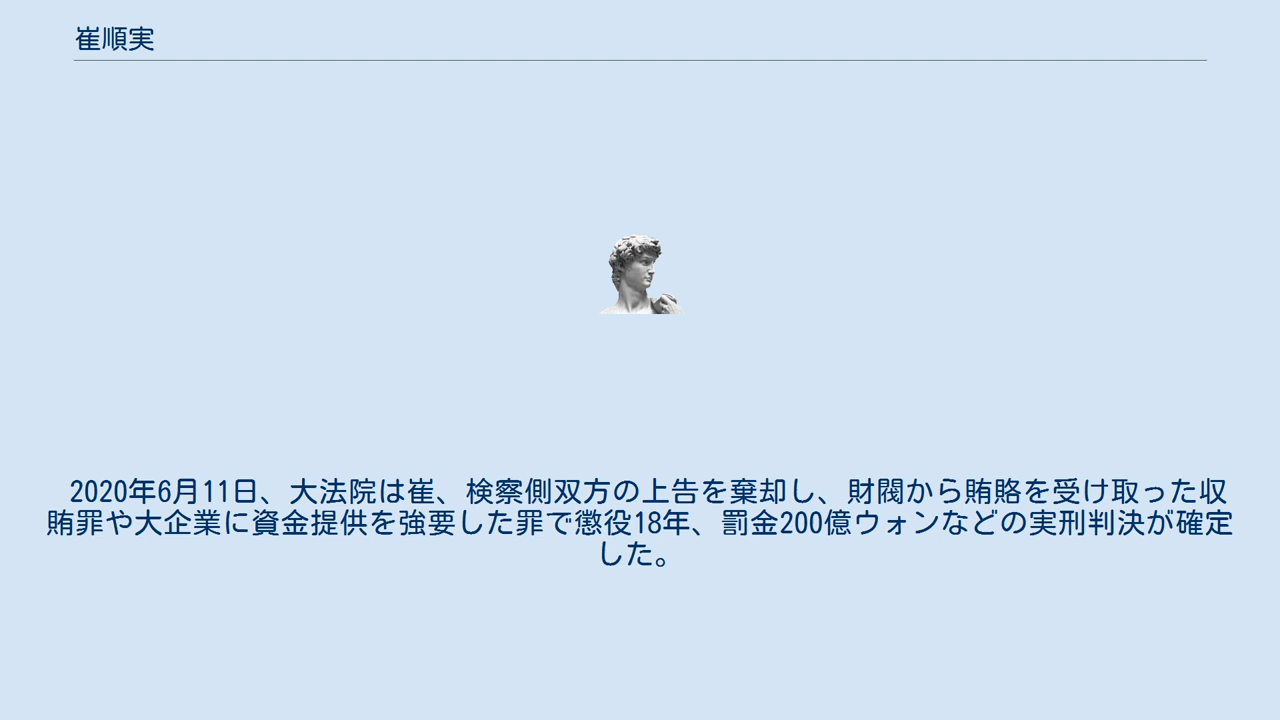 崔順実
2020年6月11日、大法院は崔、検察側双方の上告を棄却し、財閥から賄賂を受け取った収
賄罪や大企業に資金提供を強要した罪で懲役18年、罰金200億ウォンなどの実刑判決が確定
した。